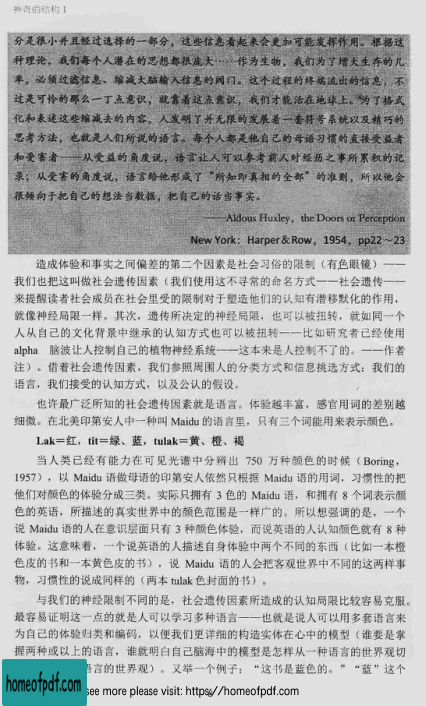 神奇的结构 1
分是很小并且经过选择的一部分，这些信息看起来会更加可能发挥作用。根据这
种理论，我们每个人潜在的思想都很庞大……作为生物，我们为了增大生存的几
率，必须过滤信息、缩减大脑输入信息的阀门。这个过程的终端流出的信息，不
过是可怜的那么一丁点意识，就靠着这点意识，我们才能活在地球上。为了格式
化和表述这些缩减去的内容，人发明了并无限的发展着一套符号系统以及精巧的
思考方法，也就是人们所说的语言。每个人都是他自己的母语习惯的直接受益者
和受害者——从受益的角度说，语言让人可以参考前人对经历之事所累积的记
录；从受害的角度说，语言给他形成了“所知即真相的全部”的准则，所以他会
很倾向于把自己的想法当数据，把自己的话当事实。
——Aldous Huxley，the Doors or Perception
New York：Harper＆Row，1954，pp22～23
造成体验和事实之间偏差的第二个因素是社会习俗的限制（有色眼镜）——
我们也把这叫做社会遗传因素（我们使用这不寻常的命名方式——社会遗传——
来提醒读者社会成员在社会里受的限制对于塑造他们的认知有潜移默化的作用，
就像神经局限一样。其次，遗传所决定的神经局限，也可以被扭转，就如同一个
人从自己的文化背景中继承的认知方式也可以被扭转——比如研究者已经使用
alpha 脑波让人控制自己的植物神经系统——这本来是人控制不了的。——作者
注）。借着社会遗传因素，我们参照周围人的分类方式和信息挑选方式：我们的
语言，我们接受的认知方式，以及公认的假设。
也许最广泛所知的社会遗传因素就是语言。体验越丰富，感官用词的差别越
细微。在北美印第安人中一种叫 Maidu 的语言里，只有三个词能用来表示颜色。
Lak＝红，tit＝绿、蓝，tulak＝黄、橙、褐
当人类已经有能力在可见光谱中分辨出 750 万种颜色的时候（Boring，
1957），以 Maidu 语做母语的印第安人依然只根据 Maidu 语的用词，习惯性的把
他们对颜色的体验分成三类。实际只拥有 3 色的 Maidu 语，和拥有 8 个词表示颜
色的英语，所描述的真实世界中的颜色范围是一样广的。所以想强调的是，一个
说 Maidu 语的人在意识层面只有 3 种颜色体验，而说英语的人认知颜色就有 8 种
体验。这意味着，一个说英语的人描述自身体验中两个不同的东西（比如一本橙
色皮的书和一本黄色皮的书），说 Maidu 语的人会把客观世界中不同的这两样事
物，习惯性的说成同样的（两本 tulak 色封面的书）。
与我们的神经限制不同的是，社会遗传因素所造成的认知局限比较容易克服。
最容易证明这一点的就是人可以学习多种语言——也就是说人可以用多套语言来
为自己的体验归类和编码，以便我们更详细的构造实体在心中的模型（谁要是掌
握两种或以上的语言，谁就明白自己脑海中的模型是怎样从一种语言的世界观切
语言的世界观）。又举一个例子：“这书是蓝色的。”“蓝”这个
homeofpdf.com
see more please visit: https://homeofpdf.com